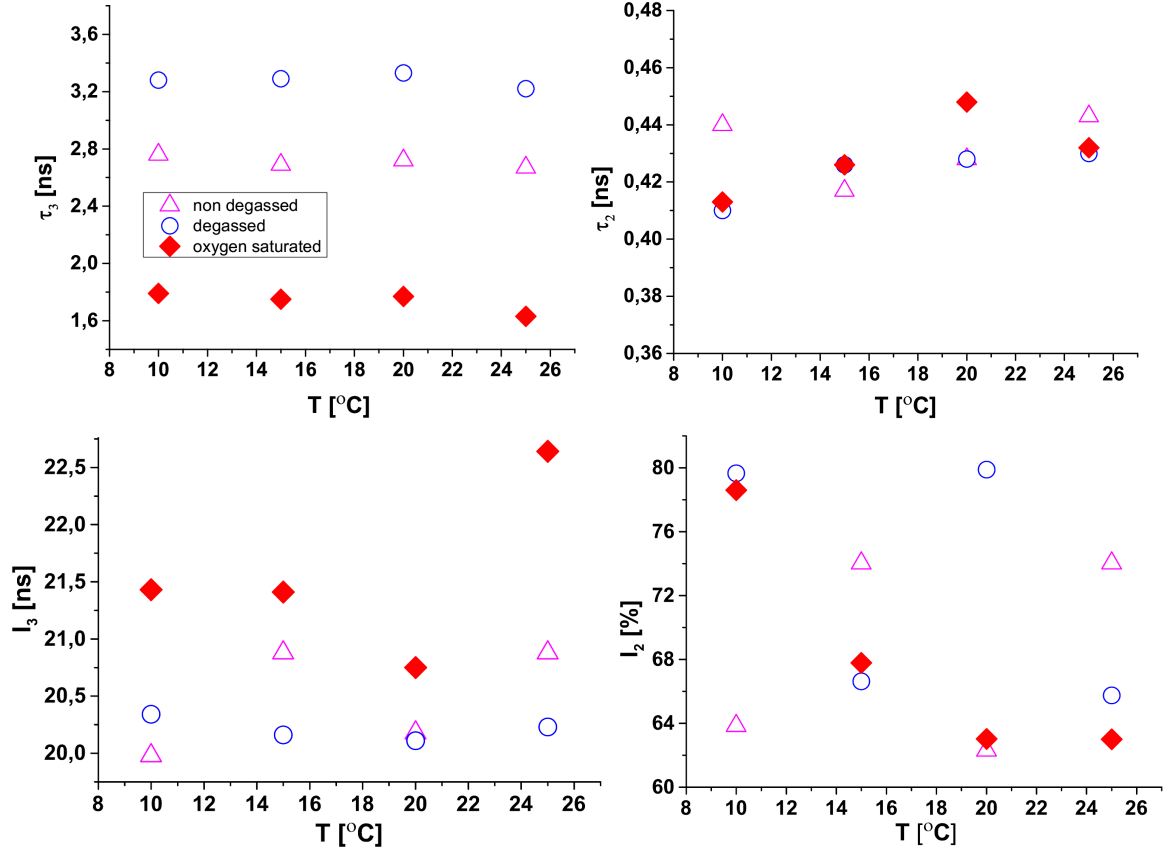 3,6
3,2
2,8
2,4
2,0
1,6
τ3 [ns]
non degassed
degassed
oxygen saturated
8 10 12 14 16 18 20 22 24 26
T [°C]
0,48
0,46
0,44
0,42
0,40
0,38
0,36
τ2 [ns]
8 10 12 14 16 18 20 22 24 26
T [°C]
22,5
22,0
21,5
21,0
20,5
20,0
I3 [ns]
8 10 12 14 16 18 20 22 24 26
T [°C]
80
76
72
68
64
60
I2 [%]
8 10 12 14 16 18 20 22 24 26
T [°C]